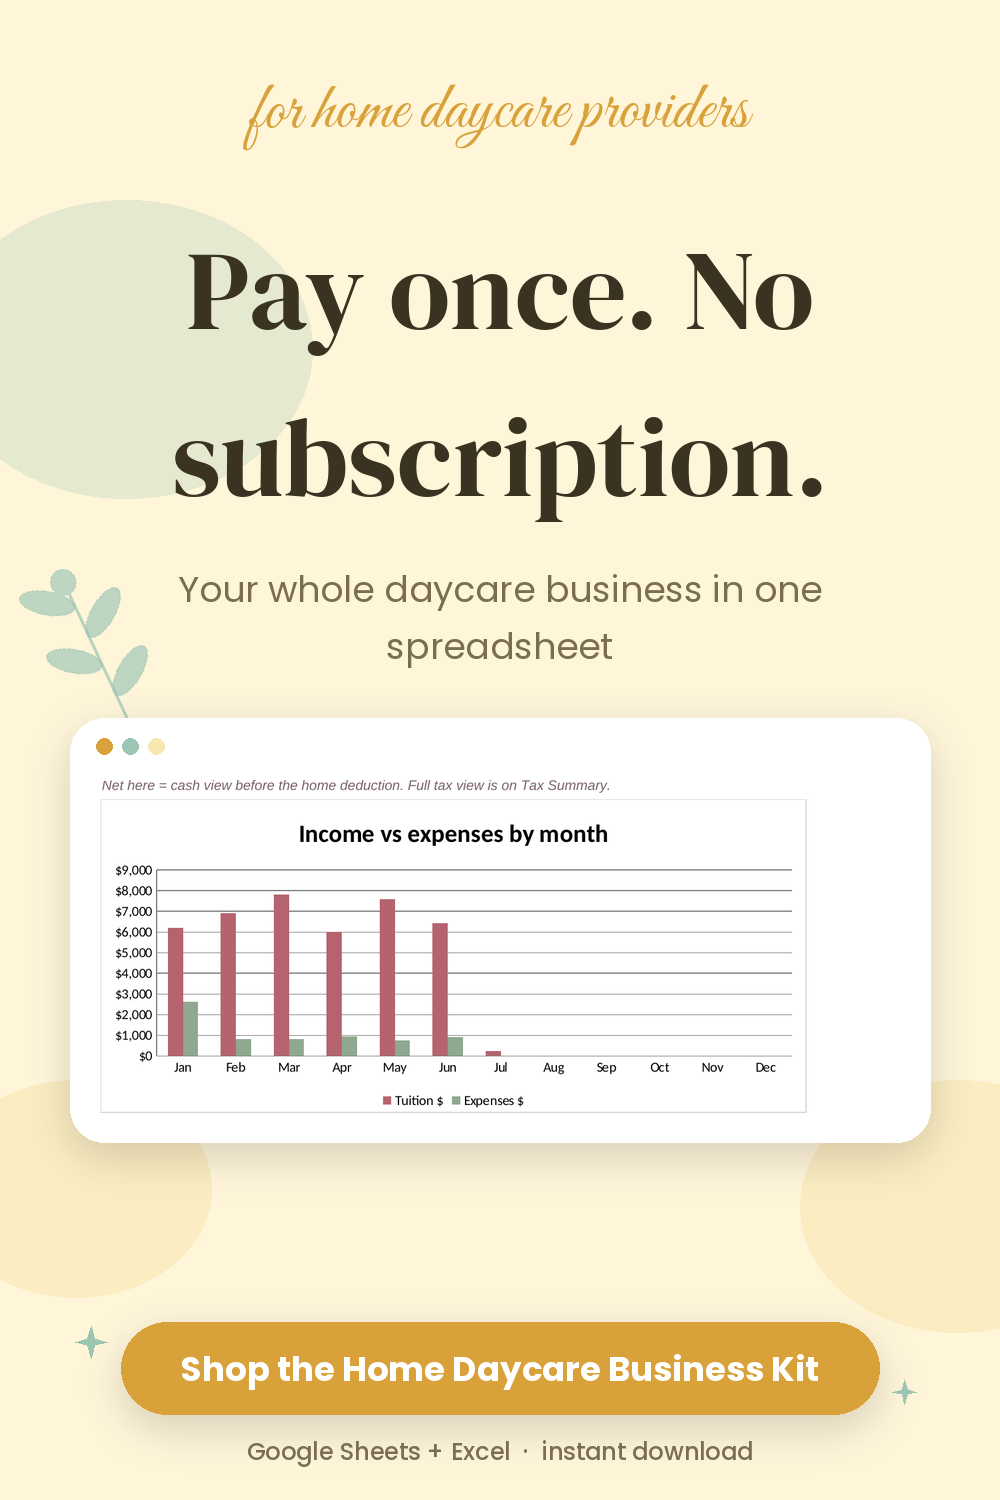 for home daycare providers
Pay once. No
subscription.
Your whole daycare business in one
spreadsheet
Net here = cash view before the home deduction. Full tax view is on Tax Summary.
Income vs expenses by month
$9,000
$8,000
$7,000
$6,000
$5,000
$4,000
$3,000
$2,000
$1,000
$0
Jan Feb Mar Apr May Jun Jul Aug Sep Oct Nov Dec
Tuition $ Expenses $
Shop the Home Daycare Business Kit
Google Sheets + Excel · instant download